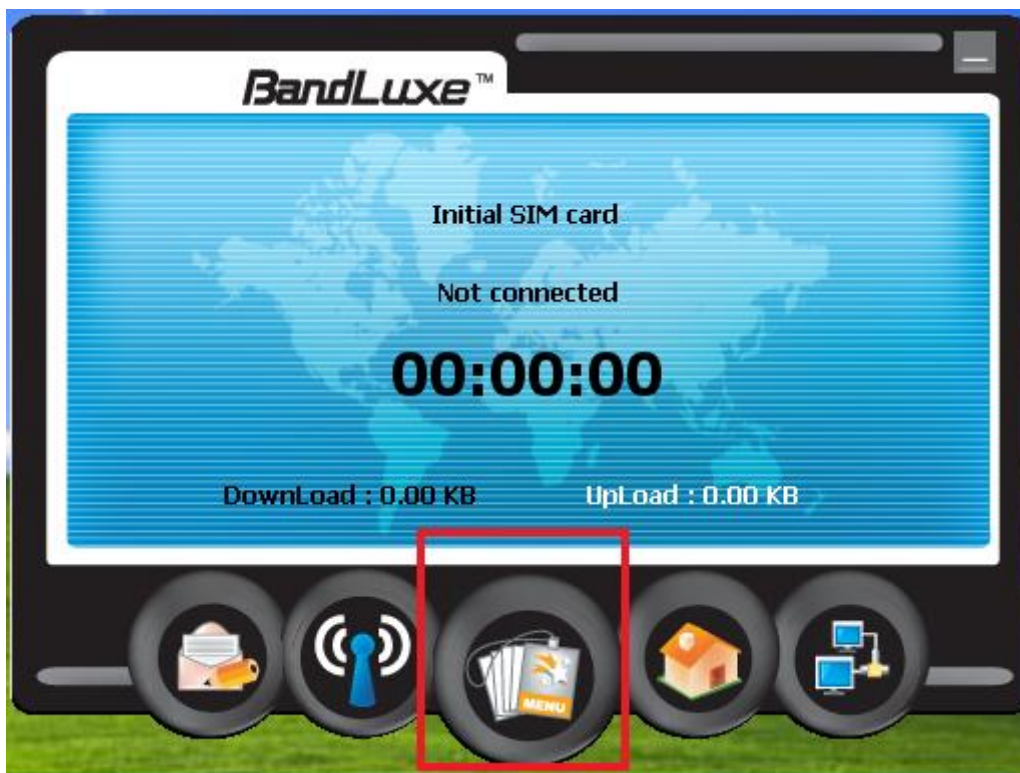 BandLuxe™
Initial SIM card
Not connected
00:00:00
DownLoad : 0.00 KB UpLoad : 0.00 KB
MENU